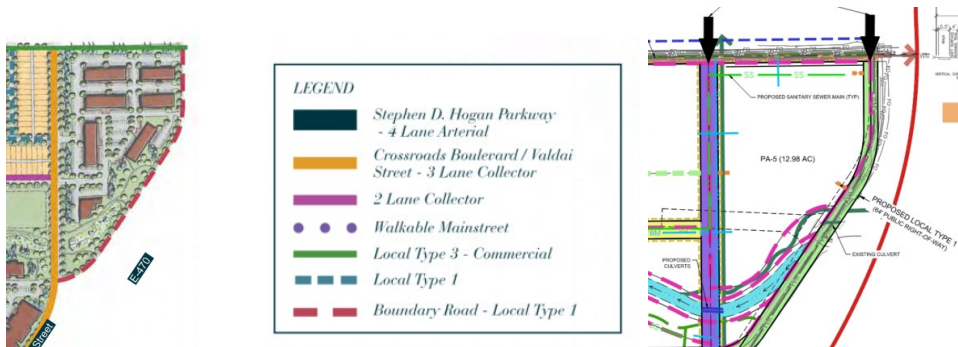 E-470
Street
LEGEND
Stephen D. Hogan Parkway
- 4 Lane Arterial
Crossroads Boulevard / Valdai
Street - 3 Lane Collector
2 Lane Collector
Walkable Mainstreet
Local Type 3 - Commercial
Local Type 1
Boundary Road - Local Type 1
SS SS
PROPOSED SANITARY SEWER MAIN (TYP)
PA-5 (12.98 AC)
PROPOSED LOCAL TYPE 1
(64' PUBLIC RIGHT-OF-WAY)
EXISTING CULVERT
PROPOSED
CULVERTS